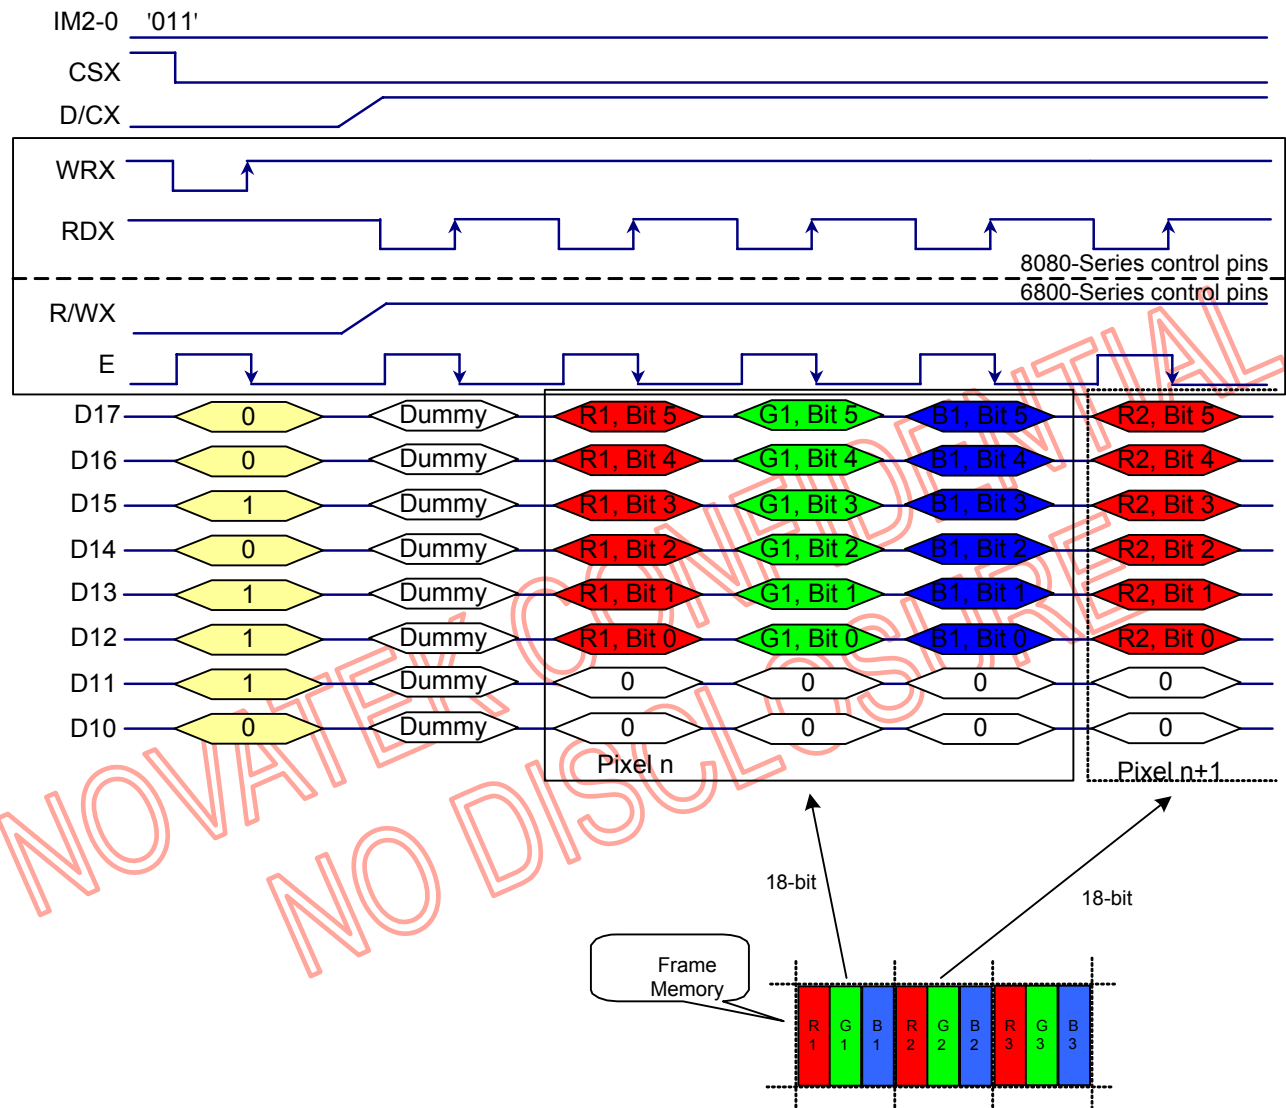 IM2-0 '011'
CSX
D/CX
WRX
RDX
8080-Series control pins
6800-Series control pins
R/WX
E
D17 0 Dummy R1, Bit 5 G1, Bit 5 B1, Bit 5 R2, Bit 5
D16 0 Dummy R1, Bit 4 G1, Bit 4 B1, Bit 4 R2, Bit 4
D15 1 Dummy R1, Bit 3 G1, Bit 3 B1, Bit 3 R2, Bit 3
D14 0 Dummy R1, Bit 2 G1, Bit 2 B1, Bit 2 R2, Bit 2
D13 1 Dummy R1, Bit 1 G1, Bit 1 B1, Bit 1 R2, Bit 1
D12 1 Dummy R1, Bit 0 G1, Bit 0 B1, Bit 0 R2, Bit 0
D11 1 Dummy 0 0 0 0
D10 0 Dummy 0 0 0 0
Pixel n Pixel n+1
NOVATEK CONFIDENTIAL
NO DISCLOSURE
18-bit 18-bit
Frame
Memory
R G B R G B R G B
1 1 1 2 2 2 3 3 3